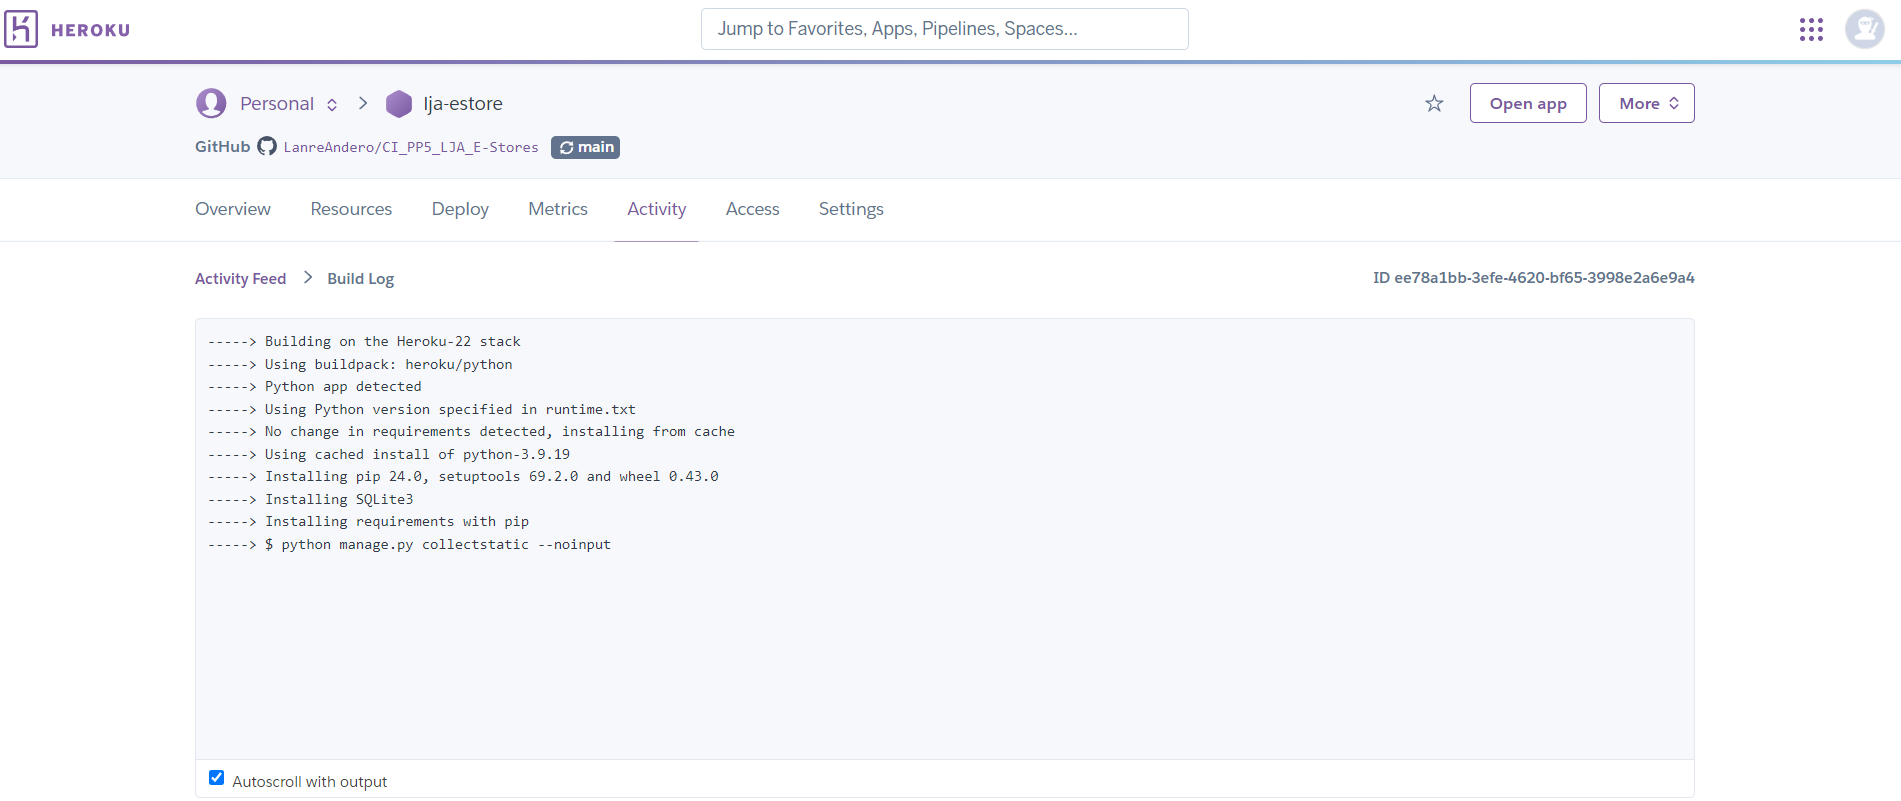 HEROKU
Jump to Favorites, Apps, Pipelines, Spaces...
Personal
lja-estore
Open app
More
GitHub LanreAndero/CI_PP5_LJA_E-Stores main
Overview Resources Deploy Metrics Activity Access Settings
Activity Feed > Build Log
ID ee78a1bb-3efe-4620-bf65-3998e2a6e9a4
-----> Building on the Heroku-22 stack
-----> Using buildpack: heroku/python
-----> Python app detected
-----> Using Python version specified in runtime.txt
-----> No change in requirements detected, installing from cache
-----> Using cached install of python-3.9.19
-----> Installing pip 24.0, setuptools 69.2.0 and wheel 0.43.0
-----> Installing SQLite3
-----> Installing requirements with pip
-----> $ python manage.py collectstatic --noinput
Autoscroll with output